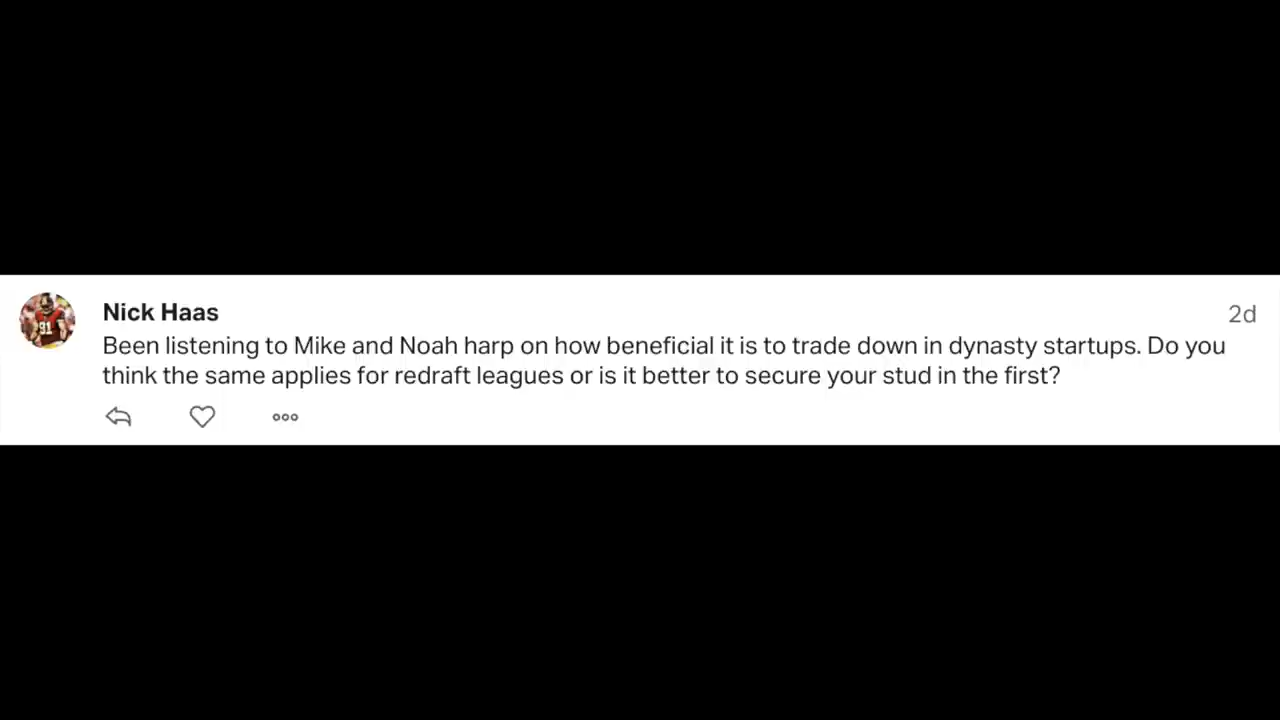 Nick Haas
2d
Been listening to Mike and Noah harp on how beneficial it is to trade down in dynasty startups. Do you
think the same applies for redraft leagues or is it better to secure your stud in the first?
91